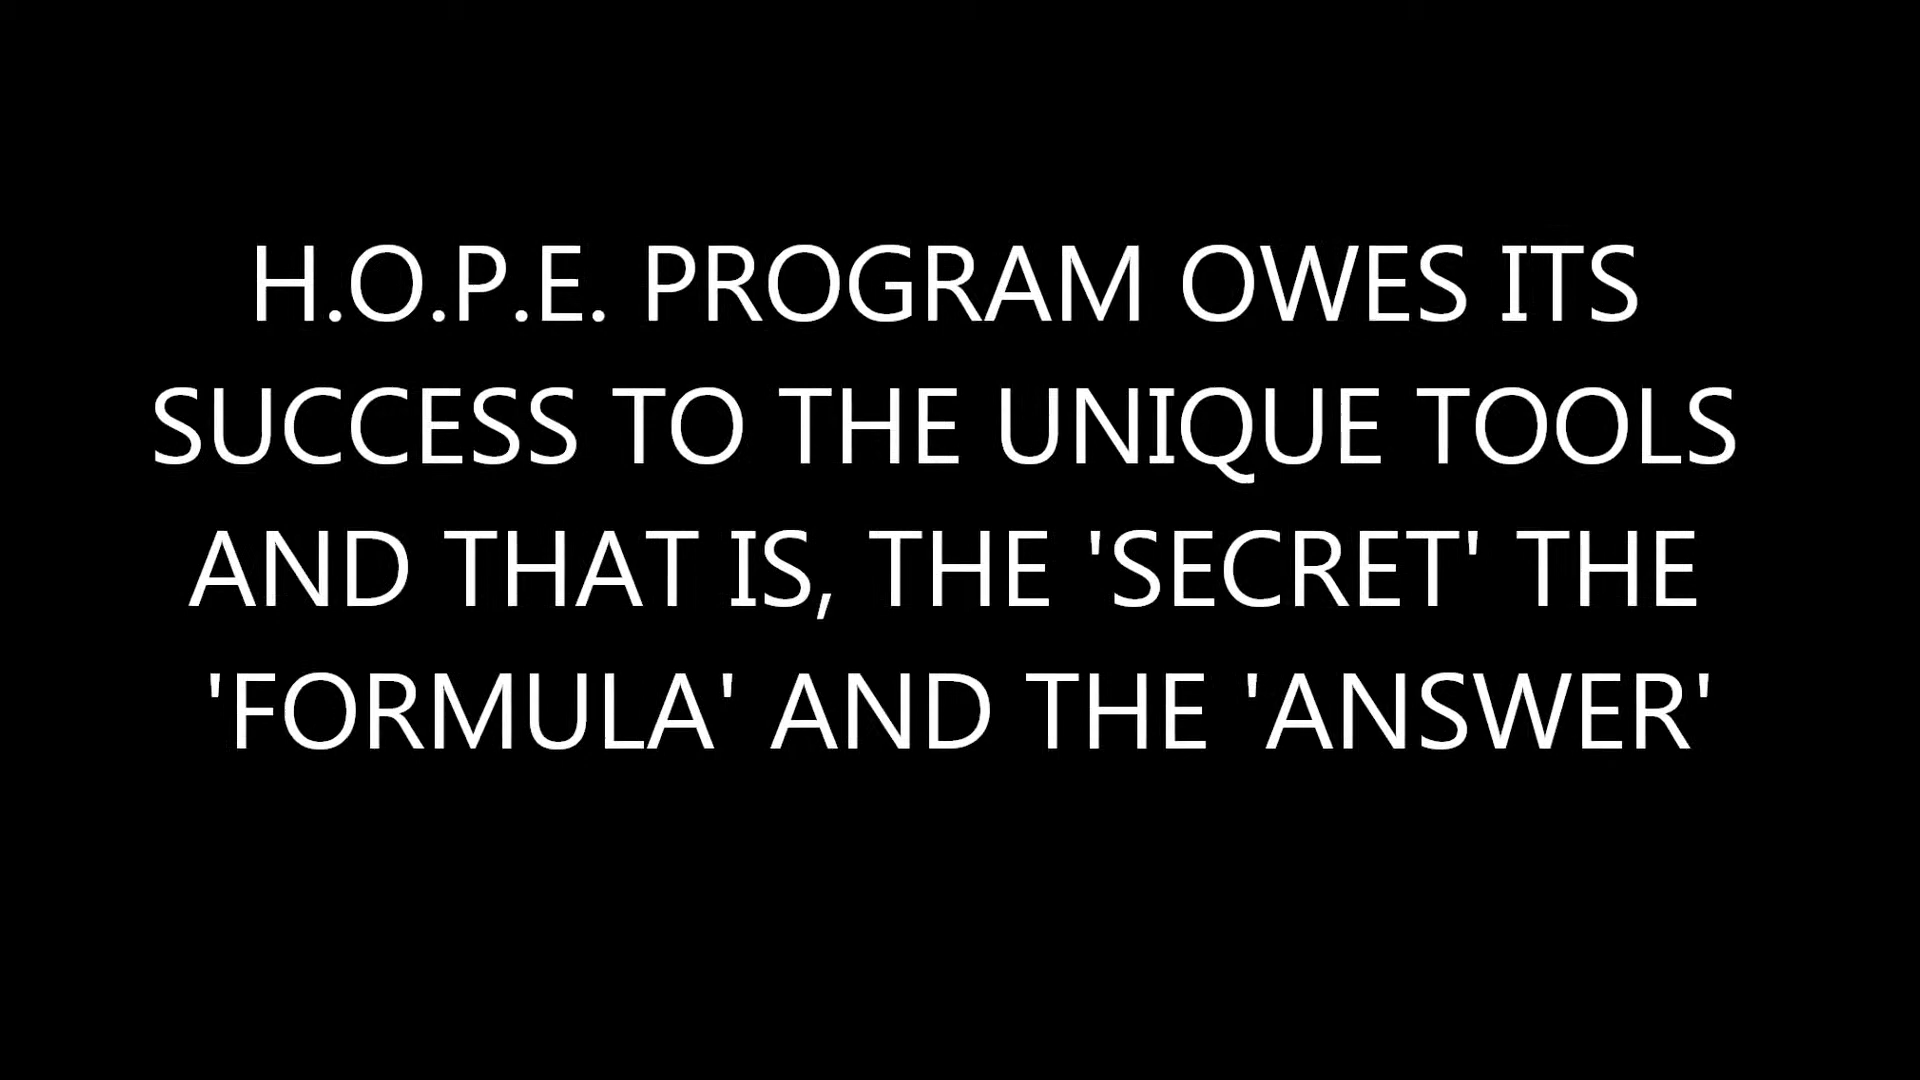 H.O.P.E. PROGRAM OWES ITS
SUCCESS TO THE UNIQUE TOOLS
AND THAT IS, THE 'SECRET' THE
'FORMULA' AND THE 'ANSWER'